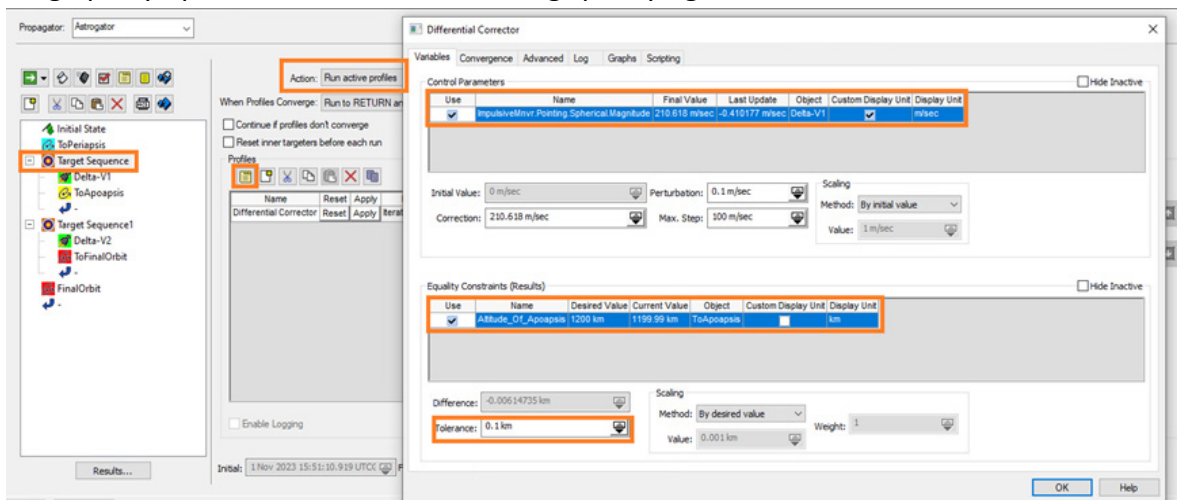 Propagator: Astrogator
Differential Corrector
Variables Convergence Advanced Log Graphs Scripting
Action: Run active profiles
Control Parameters
Hide Inactive
Use Name Final Value Last Update Object Custom Display Unit Display Unit
ImpulsiveMnvr.Pointing.Spherical.Magnitude 210.618 m/sec -0.410177 m/sec Delta-V1 m/sec
When Profiles Converge: Run to RETURN an
Continue if profiles don't converge
Reset inner targeters before each run
Profiles
Initial State
ToPeriapsis
Target Sequence
Delta-V1
ToApoapsis
-
Target Sequence1
Delta-V2
ToFinalOrbit
-
FinalOrbit
-
Name Reset Apply
Differential Corrector Reset Apply Iterat
Initial Value: 0 m/sec Perturbation: 0.1 m/sec
Correction: 210.618 m/sec Max. Step: 100 m/sec
Scaling
Method: By initial value
Value: 1 m/sec
Equality Constraints (Results)
Hide Inactive
Use Name Desired Value Current Value Object Custom Display Unit Display Unit
Altitude_Of_Apoapsis 1200 km 1199.99 km ToApoapsis km
Difference: -0.00614735 km
Tolerance: 0.1 km
Scaling
Method: By desired value
Value: 0.001 km
Weight: 1
Enable Logging
Results...
Initial: 1 Nov 2023 15:51:10.919 UTCG F
OK Help